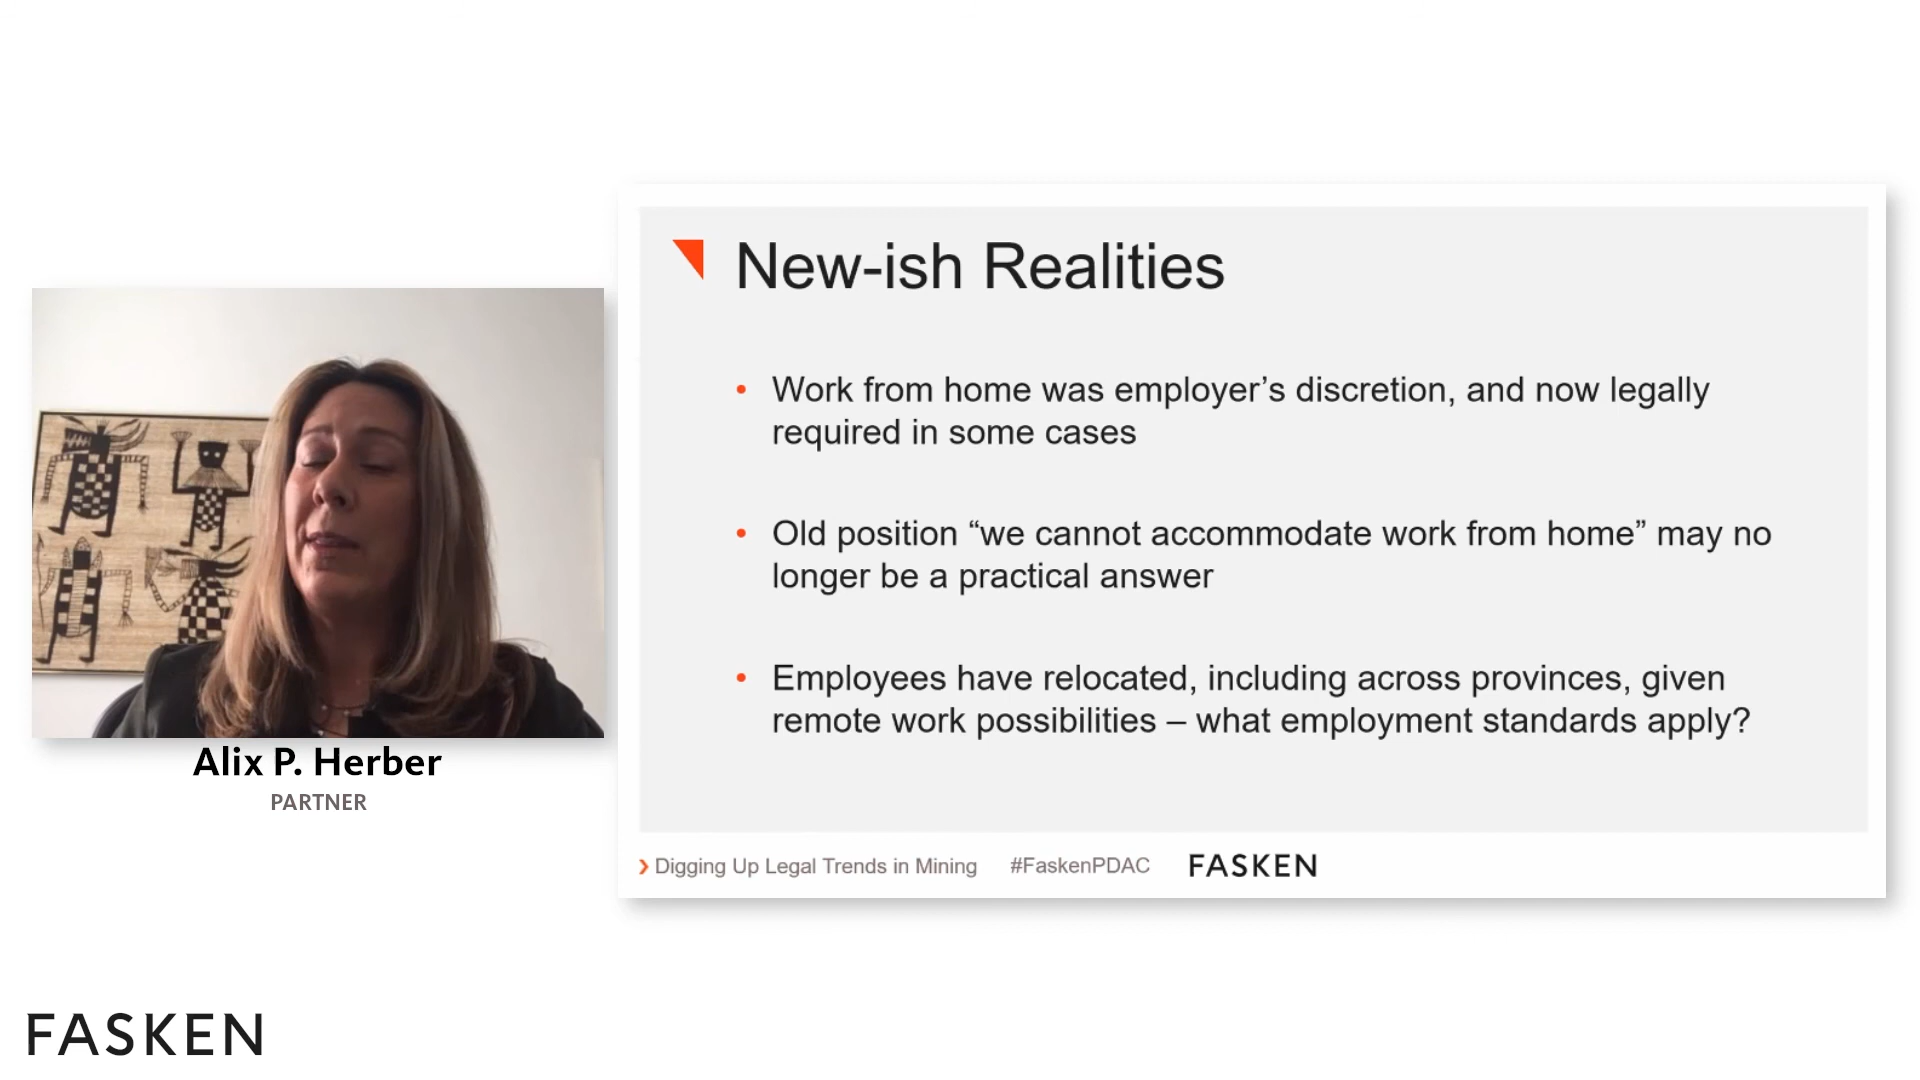 New-ish Realities
• Work from home was employer’s discretion, and now legally
required in some cases
• Old position “we cannot accommodate work from home” may no
longer be a practical answer
• Employees have relocated, including across provinces, given
remote work possibilities – what employment standards apply?
Alix P. Herber
PARTNER
Digging Up Legal Trends in Mining #FaskenPDAC FASKEN
FASKEN